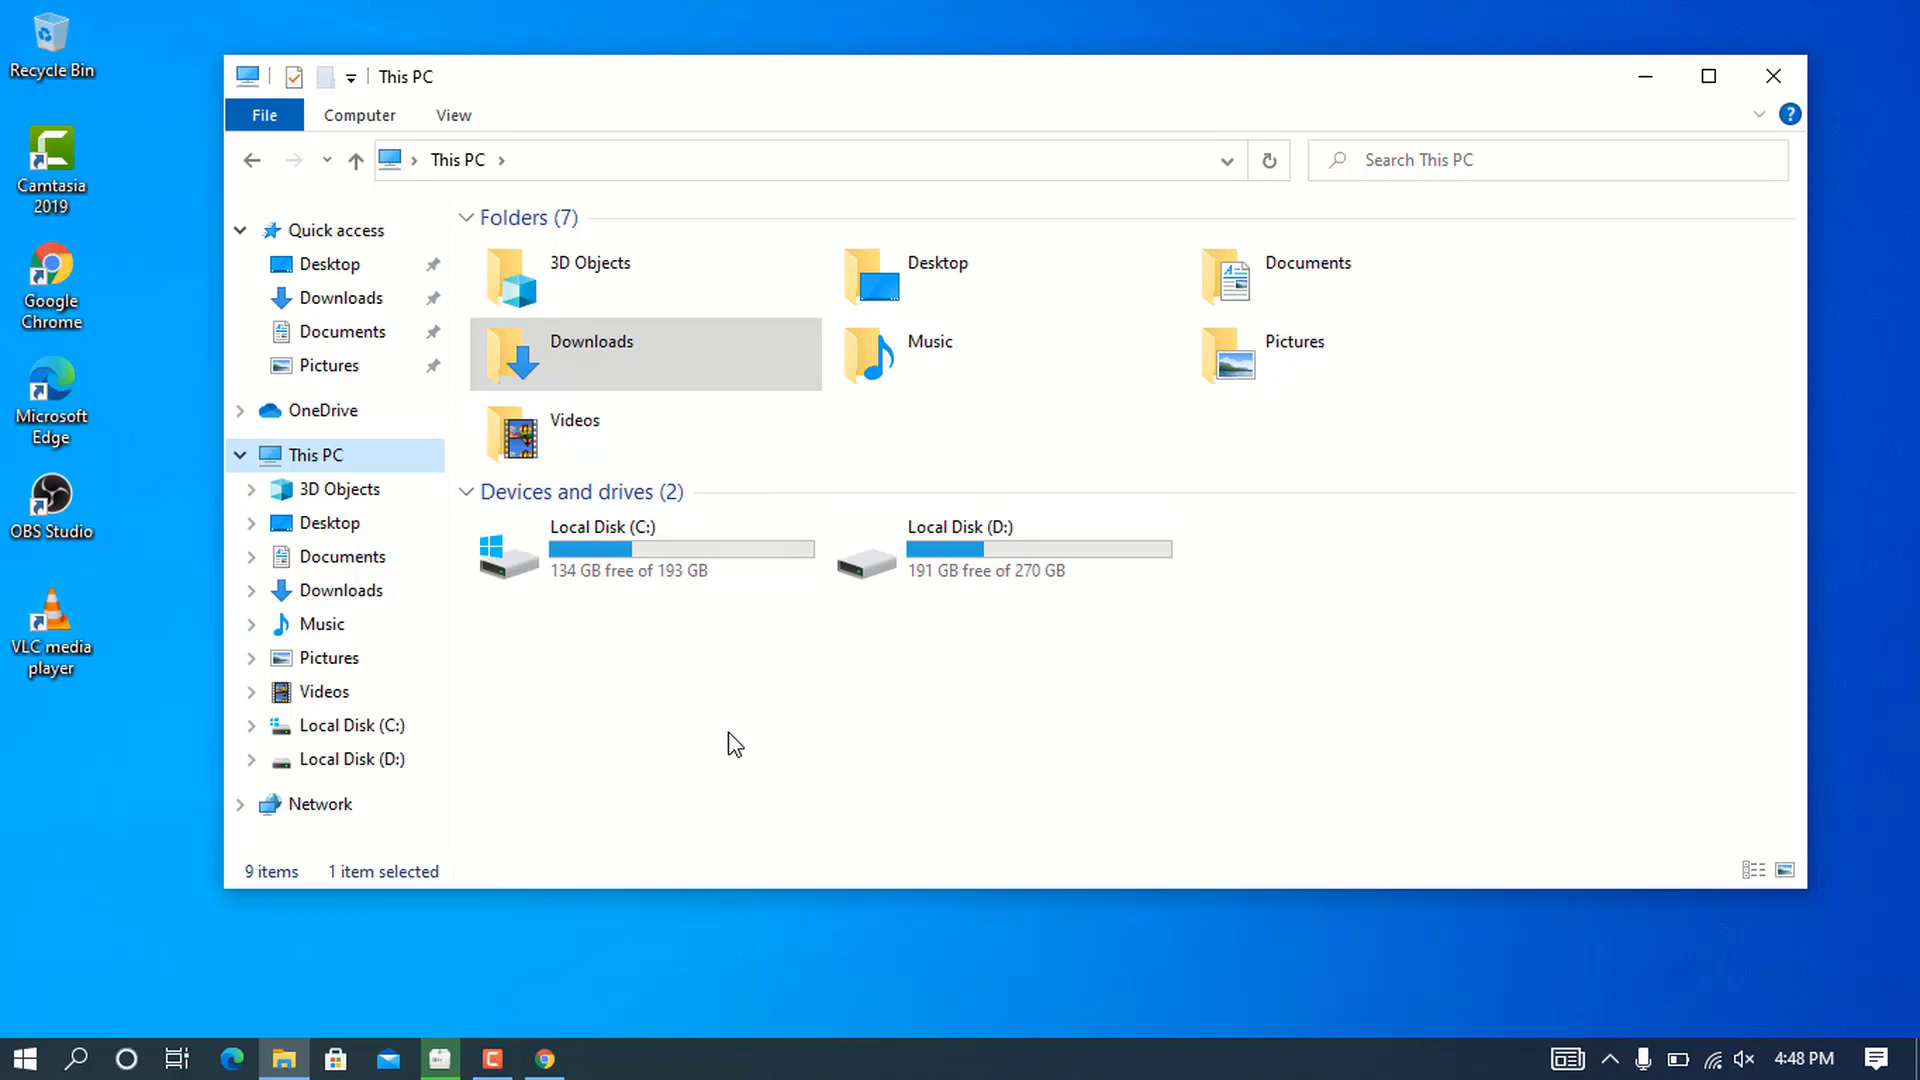 Recycle Bin
Camtasia
2019
Google
Chrome
Microsoft
Edge
OBS Studio
VLC media
player
This PC
File
Computer
View
?
This PC
Search This PC
Quick access
Desktop
Downloads
Documents
Pictures
OneDrive
This PC
3D Objects
Desktop
Documents
Downloads
Music
Pictures
Videos
Local Disk (C:)
Local Disk (D:)
Network
Folders (7)
3D Objects
Desktop
Documents
Downloads
Music
Pictures
Videos
Devices and drives (2)
Local Disk (C:)
134 GB free of 193 GB
Local Disk (D:)
191 GB free of 270 GB
9 items
1 item selected
4:48 PM